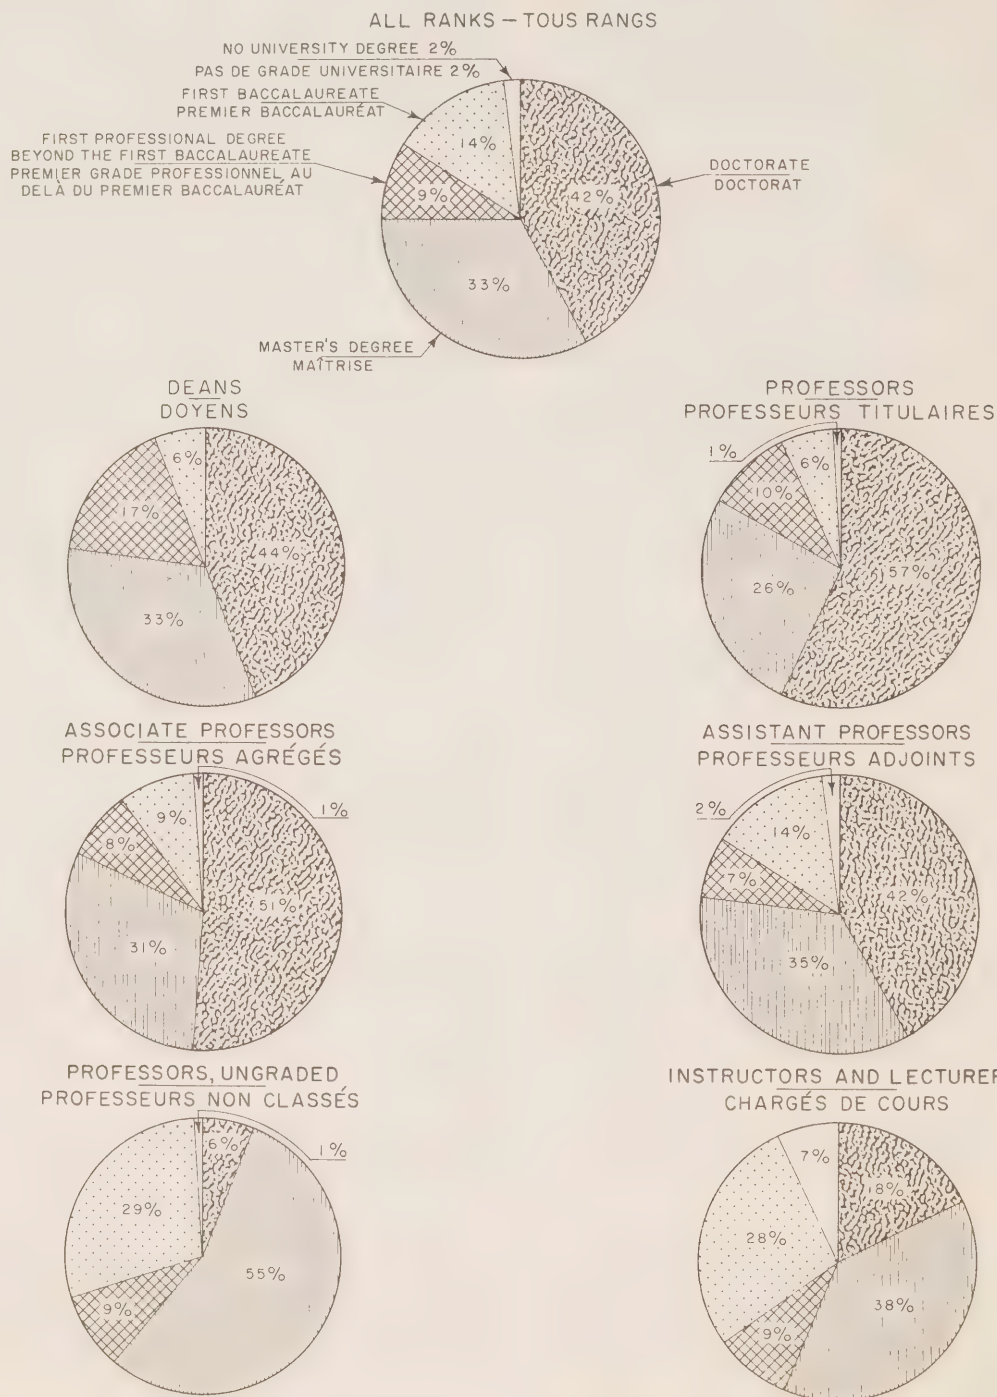 ALL RANKS – TOUS RANGS
NO UNIVERSITY DEGREE 2%
PAS DE GRADE UNIVERSITAIRE 2%
FIRST BACCALAUREATE
PREMIER BACCALAURÉAT
FIRST PROFESSIONAL DEGREE
BEYOND THE FIRST BACCALAUREATE
PREMIER GRADE PROFESSIONNEL AU
DELÀ DU PREMIER BACCALAURÉAT
14%
9%
42%
33%
DOCTORATE
DOCTORAT
MASTER'S DEGREE
MAÎTRISE
DEANS
DOYENS
6%
17%
44%
33%
PROFESSORS
PROFESSEURS TITULAIRES
1%
6%
10%
57%
26%
ASSOCIATE PROFESSORS
PROFESSEURS AGRÉGÉS
1%
9%
8%
51%
31%
ASSISTANT PROFESSORS
PROFESSEURS ADJOINTS
2%
14%
7%
42%
35%
PROFESSORS, UNGRADED
PROFESSEURS NON CLASSÉS
6%
1%
29%
55%
9%
INSTRUCTORS AND LECTURER
CHARGÉS DE COURS
7%
18%
28%
38%
9%